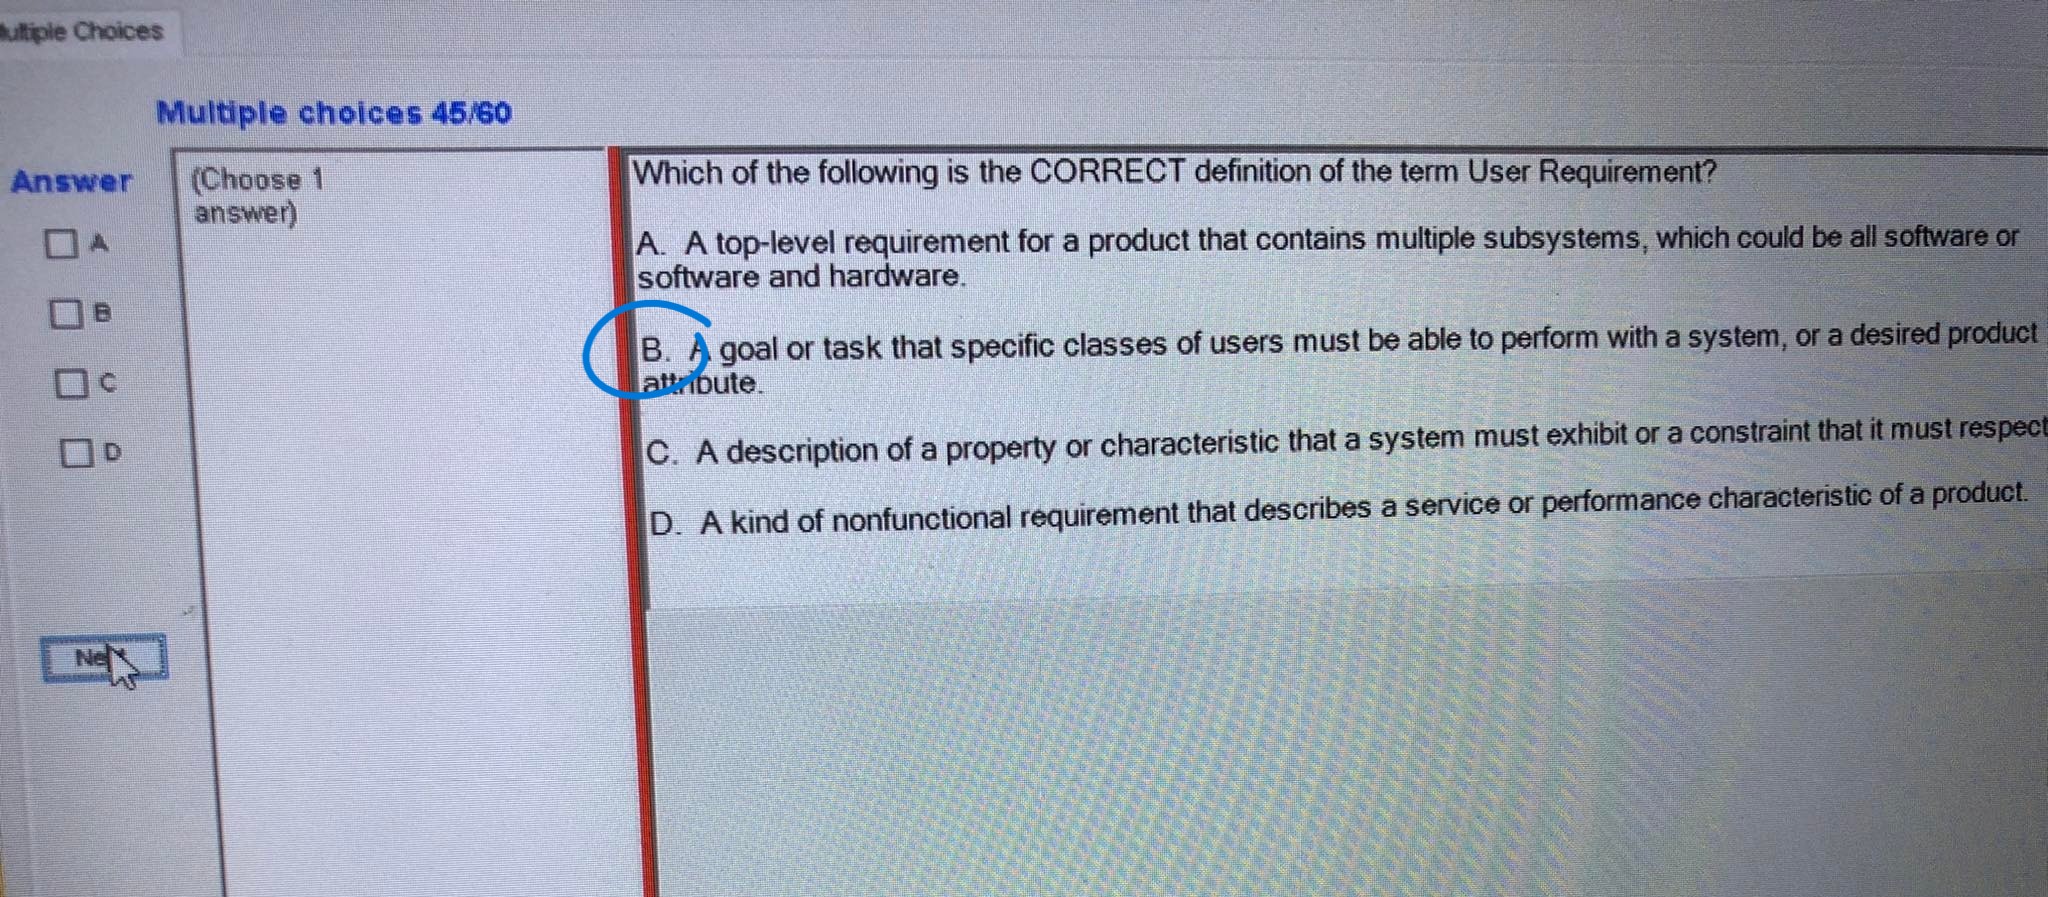 ultiple Choices
Multiple choices 45/60
Answer
(Choose 1
answer)
A
B
C
D
Which of the following is the CORRECT definition of the term User Requirement?
A. A top-level requirement for a product that contains multiple subsystems, which could be all software or
software and hardware.
B. A goal or task that specific classes of users must be able to perform with a system, or a desired product
attribute.
C. A description of a property or characteristic that a system must exhibit or a constraint that it must respect
D. A kind of nonfunctional requirement that describes a service or performance characteristic of a product.